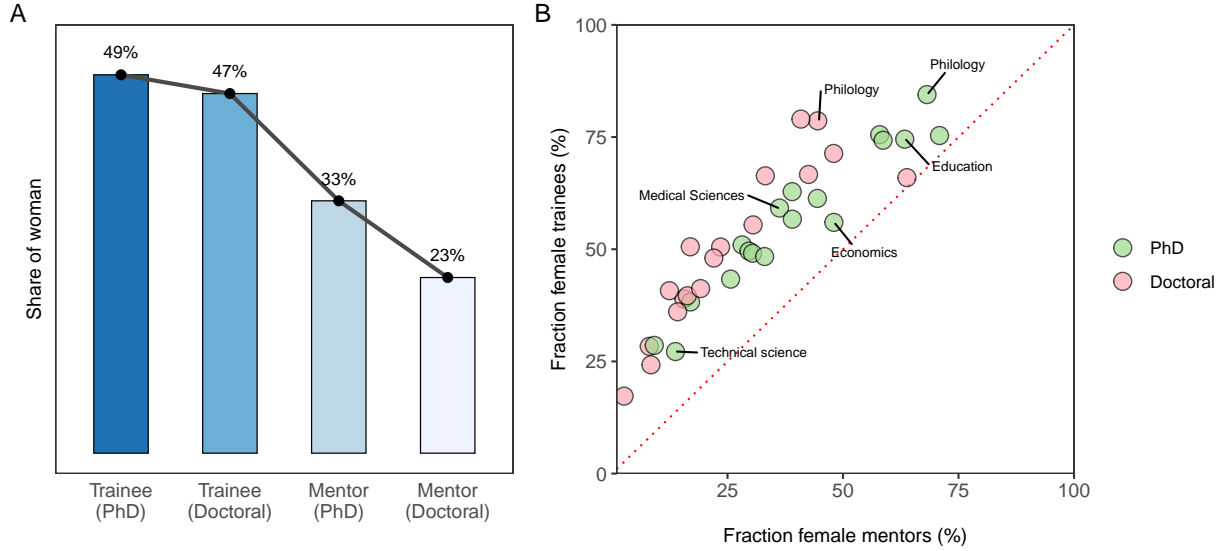 A
49%
47%
33%
23%
Share of woman
Trainee
(PhD)
Trainee
(Doctoral)
Mentor
(PhD)
Mentor
(Doctoral)
B
100
75
50
25
0
Fraction female trainees (%)
Philology
Philology
Education
Medical Sciences
Economics
Technical science
25
50
75
100
Fraction female mentors (%)
PhD
Doctoral